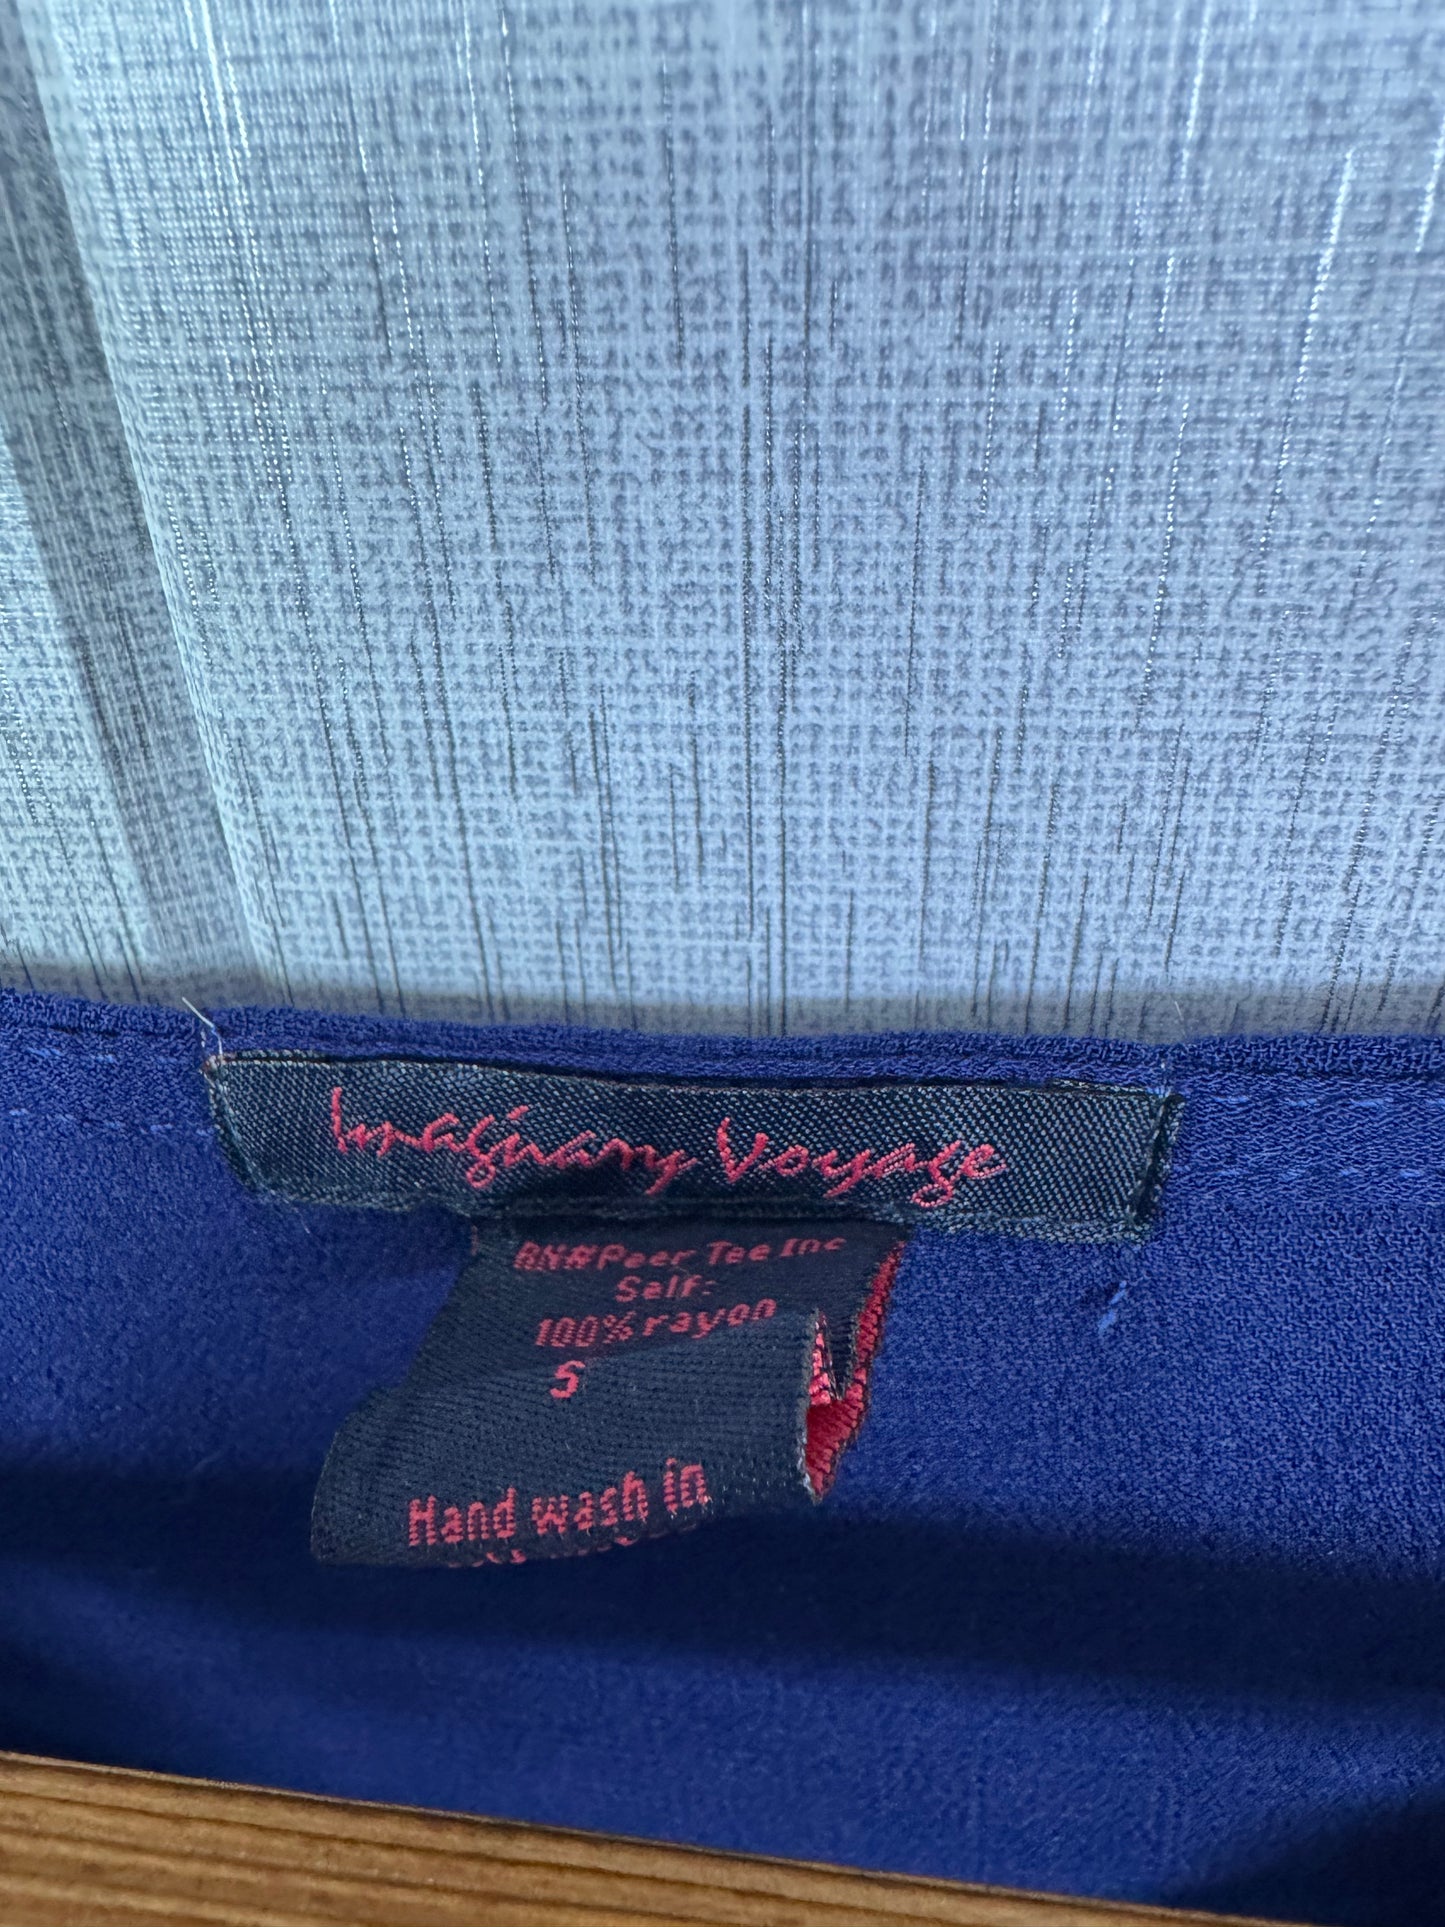 Imaginary Voyage
RN#Peer Tee Inc
Self:
100% rayon
S
Hand wash in